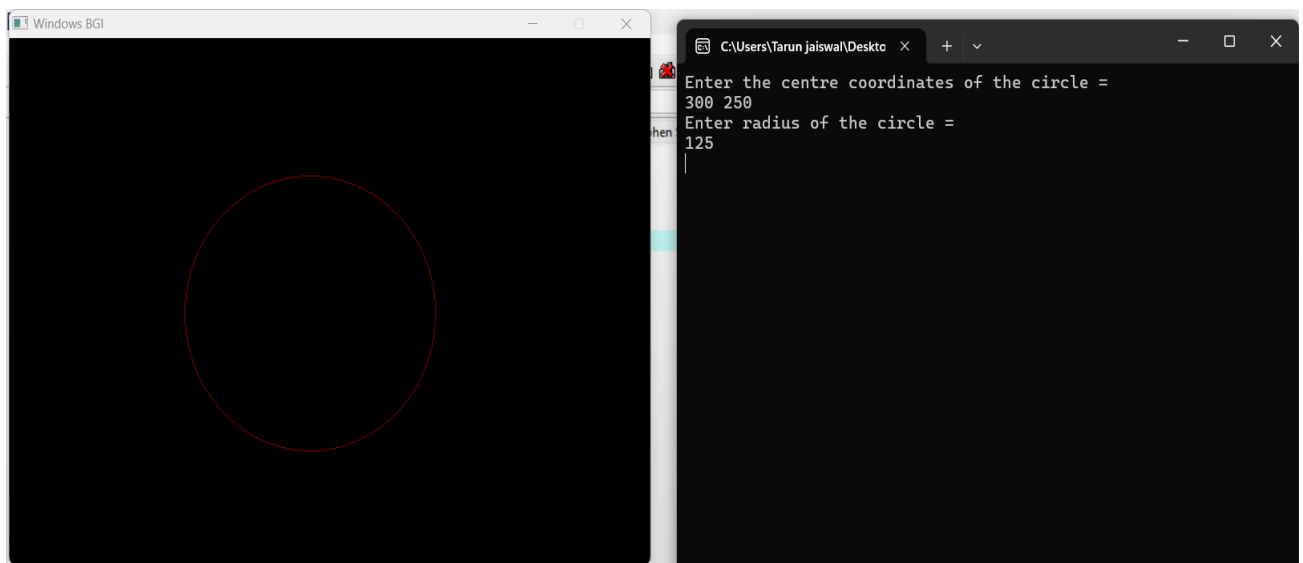 Windows BGI
C:\Users\Tarun jaiswal\Deskto
Enter the centre coordinates of the circle =
300 250
Enter radius of the circle =
125
hen